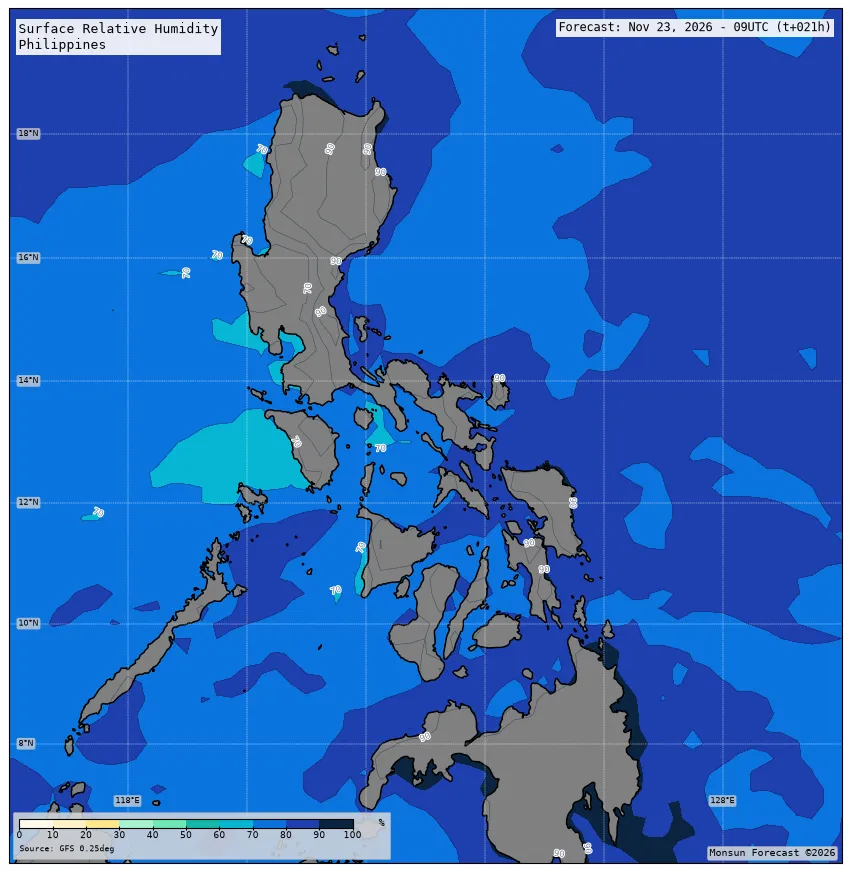 Surface Relative Humidity
Philippines
Forecast: Nov 23, 2026 - 09UTC (t+021h)
18°N
70
90
90
90
16°N
70
70
70
90
70
90
14°N
90
70
70
12°N
70
90
70
90
90
70
10°N
8°N
90
118°E
128°E
%
0 10 20 30 40 50 60 70 80 90 100
Source: GFS 0.25deg
90
90
Monsun Forecast ©2026